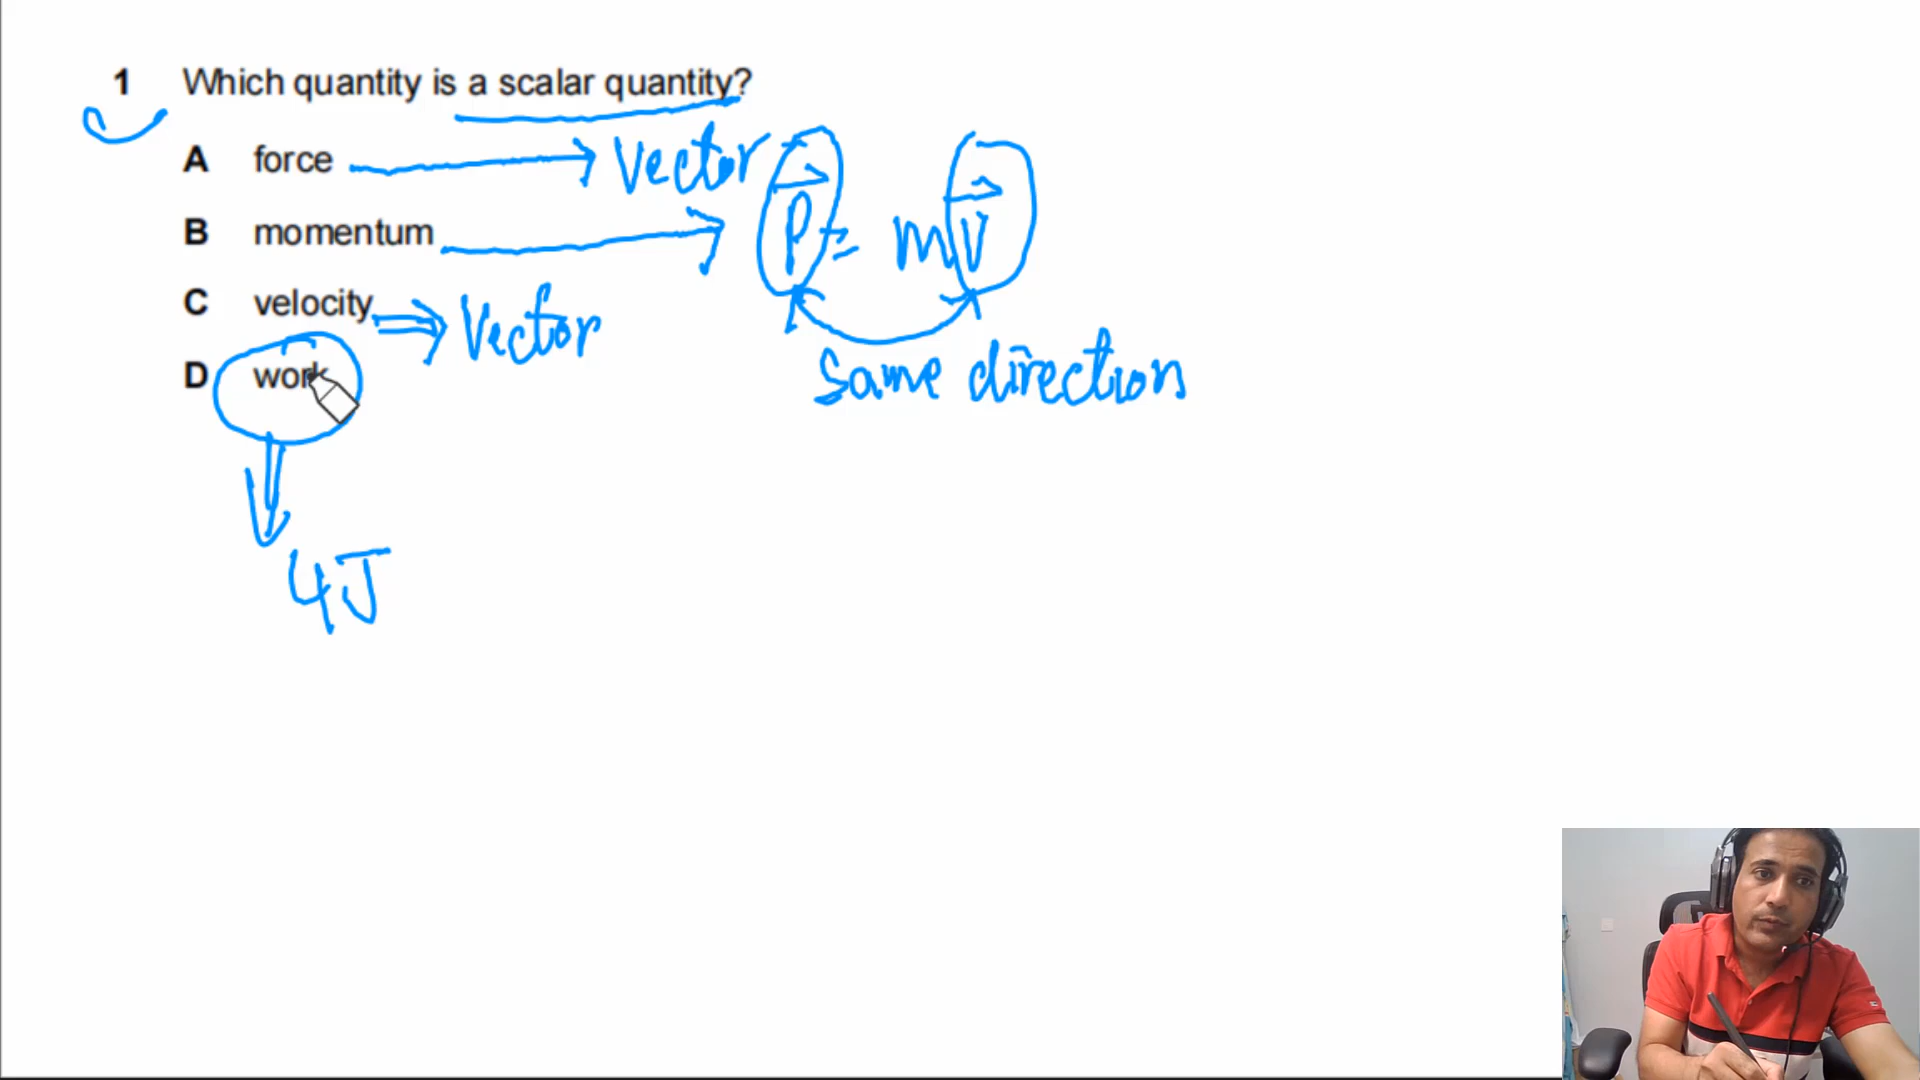 1 Which quantity is a scalar quantity?
A force → Vector
B momentum → P = mV
C velocity ⇒ Vector
same direction
D work
4J